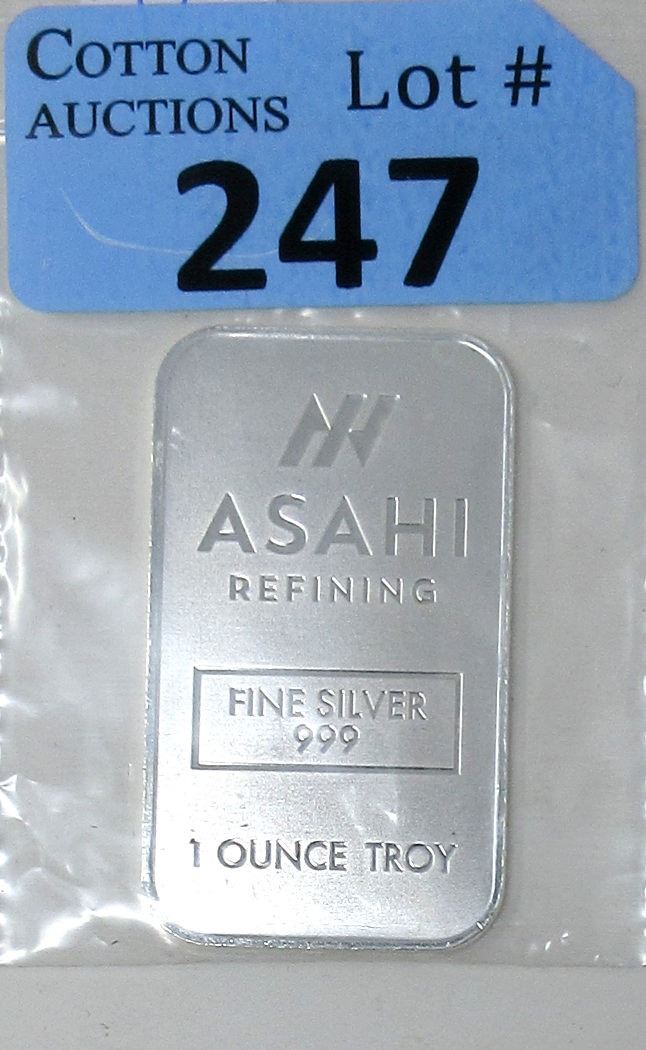 COTTON
AUCTIONS
Lot #
247
ASAHI
REFINING
FINE SILVER
999
1 OUNCE TROY